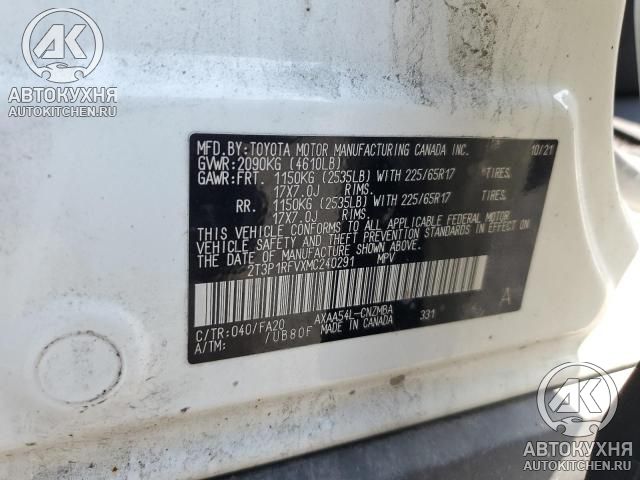 AK
АВТОКУХНЯ
AUTOKITCHEN.RU
MFD.BY:TOYOTA MOTOR MANUFACTURING CANADA INC. 10/21
GVWR:2090KG (4610LB)
GAWR:FRT. 1150KG (2535LB) WITH 225/65R17 TIRES.
17X7.0J RIMS.
RR. 1150KG (2535LB) WITH 225/65R17 TIRES.
17X7.0J RIMS.
THIS VEHICLE CONFORMS TO ALL APPLICABLE FEDERAL MOTOR
VEHICLE SAFETY AND THEFT PREVENTION STANDARDS IN EFFECT ON
THE DATE OF MANUFACTURE SHOWN ABOVE.
2T3P1RFVXMC240291 MPV
A
C/TR:040/FA20 AXAA54L-CNZMBA 331
A/TM: /UB80F MADE IN CANADA
AK
АВТОКУХНЯ
AUTOKITCHEN.RU